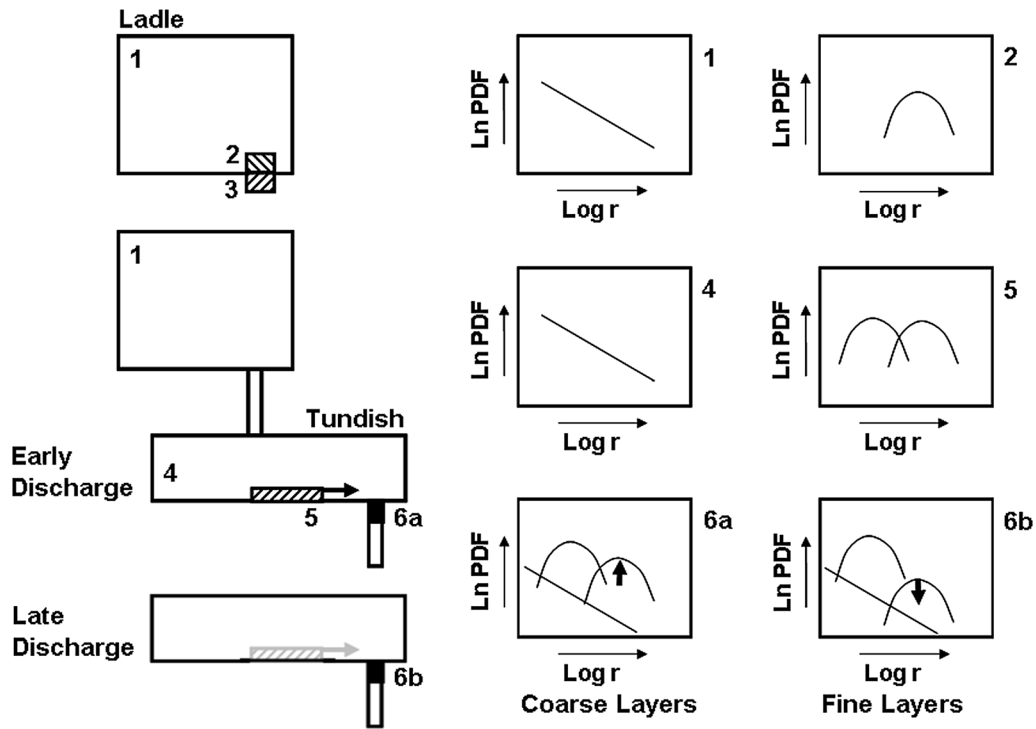 Ladle
1
2
3
1
Tundish
Early
Discharge
4
5
6a
Late
Discharge
6b
1
Ln PDF
Log r
2
Ln PDF
Log r
4
Ln PDF
Log r
5
Ln PDF
Log r
6a
Ln PDF
Log r
Coarse Layers
6b
Ln PDF
Log r
Fine Layers